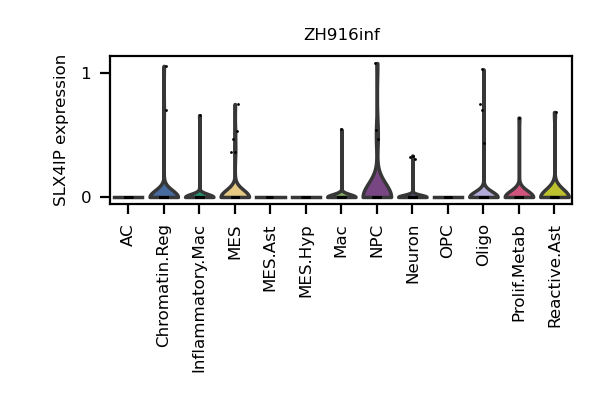 ZH916inf
SLX4IP expression
1
0
AC
Chromatin.Reg
Inflammatory.Mac
MES
MES.Ast
MES.Hyp
Mac
NPC
Neuron
OPC
Oligo
Prolif.Metab
Reactive.Ast